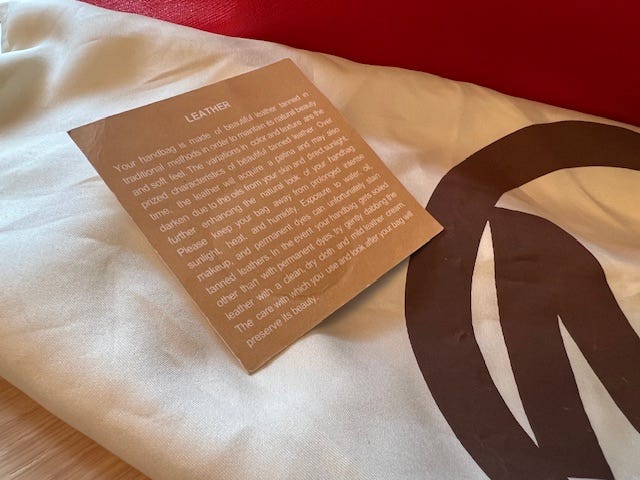 LEATHER
Your handbag is made of beautiful leather tanned in
traditional methods in order to maintain its natural beauty
and soft feel. The variations in color and texture are the
prized characteristics of beautiful tanned leather. Over
time, the leather will acquire a patina and may also
darken due to the oils from your skin and direct sunlight,
further enhancing the natural look of your handbag.
Please keep your bag away from prolonged intense
sunlight, heat, and humidity. Exposure to water, oil,
makeup, and permanent dyes can unfortunately stain
tanned leathers. In the event your handbag gets soiled
other than with permanent dyes, try gently dabbing the
leather with a clean, dry cloth and mild leather cream.
The care with which you use and look after your bag will
preserve its beauty.